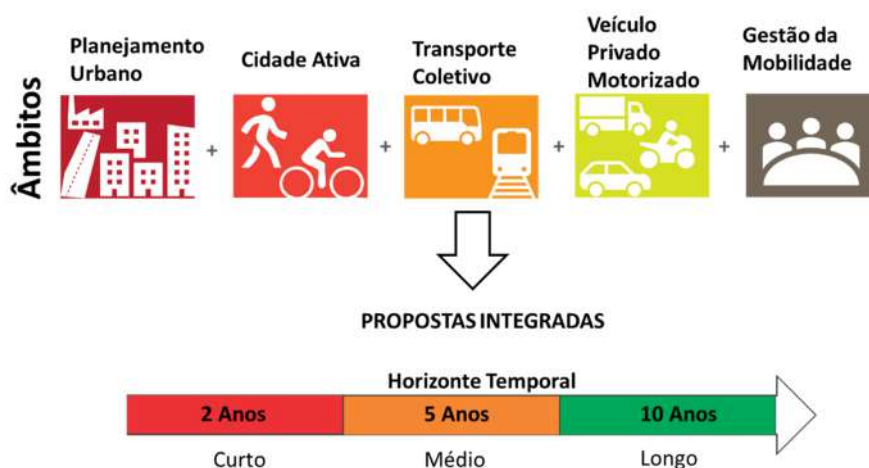 Âmbitos
Planejamento
Urbano
Cidade Ativa
Transporte
Coletivo
Veículo
Privado
Motorizado
Gestão da
Mobilidade
+
+
+
+
PROPOSTAS INTEGRADAS
Horizonte Temporal
2 Anos
5 Anos
10 Anos
Curto
Médio
Longo